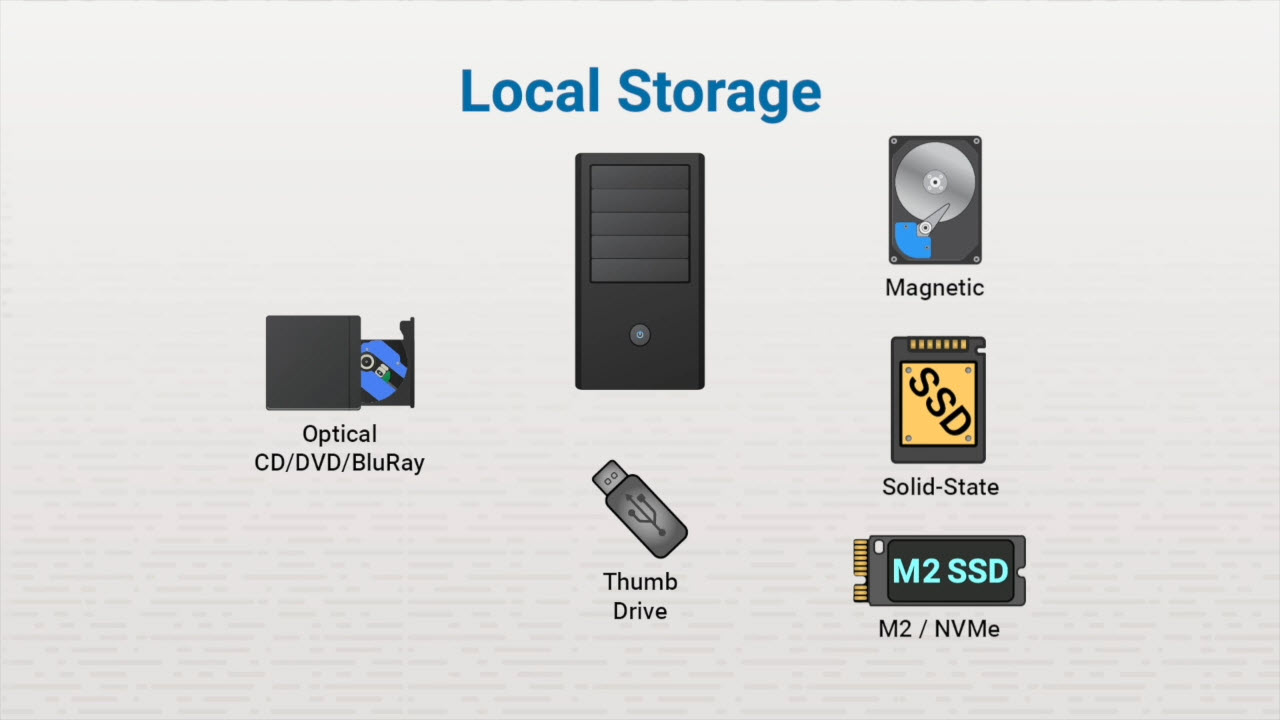 Local Storage
Magnetic
Optical
CD/DVD/BluRay
SSD
Solid-State
Thumb
Drive
M2 SSD
M2 / NVMe